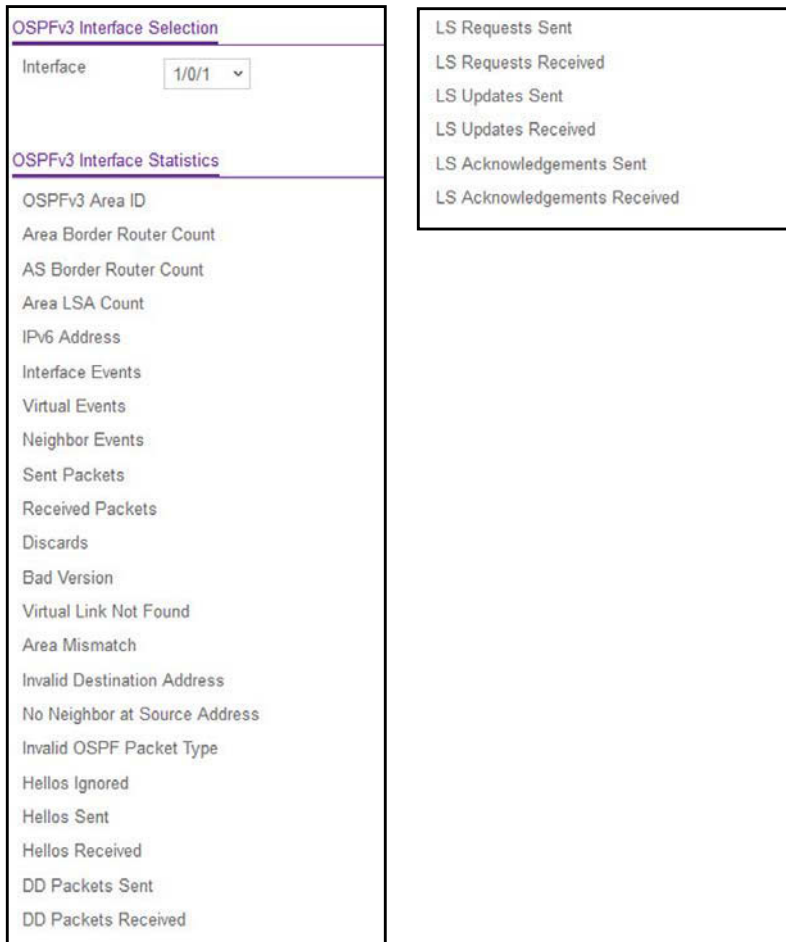 OSPFv3 Interface Selection
Interface 1/0/1
OSPFv3 Interface Statistics
OSPFv3 Area ID
Area Border Router Count
AS Border Router Count
Area LSA Count
IPv6 Address
Interface Events
Virtual Events
Neighbor Events
Sent Packets
Received Packets
Discards
Bad Version
Virtual Link Not Found
Area Mismatch
Invalid Destination Address
No Neighbor at Source Address
Invalid OSPF Packet Type
Hellos Ignored
Hellos Sent
Hellos Received
DD Packets Sent
DD Packets Received
LS Requests Sent
LS Requests Received
LS Updates Sent
LS Updates Received
LS Acknowledgements Sent
LS Acknowledgements Received